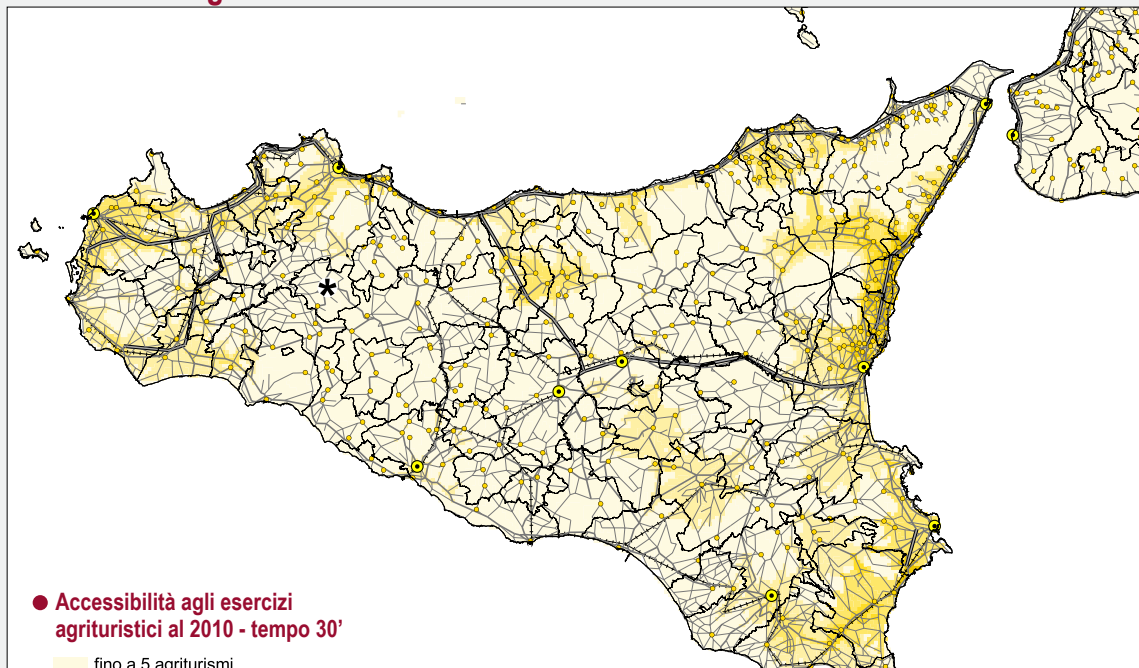 *
● Accessibilità agli esercizi
agrituristici al 2010 - tempo 30'
fino a 5 agriturismi